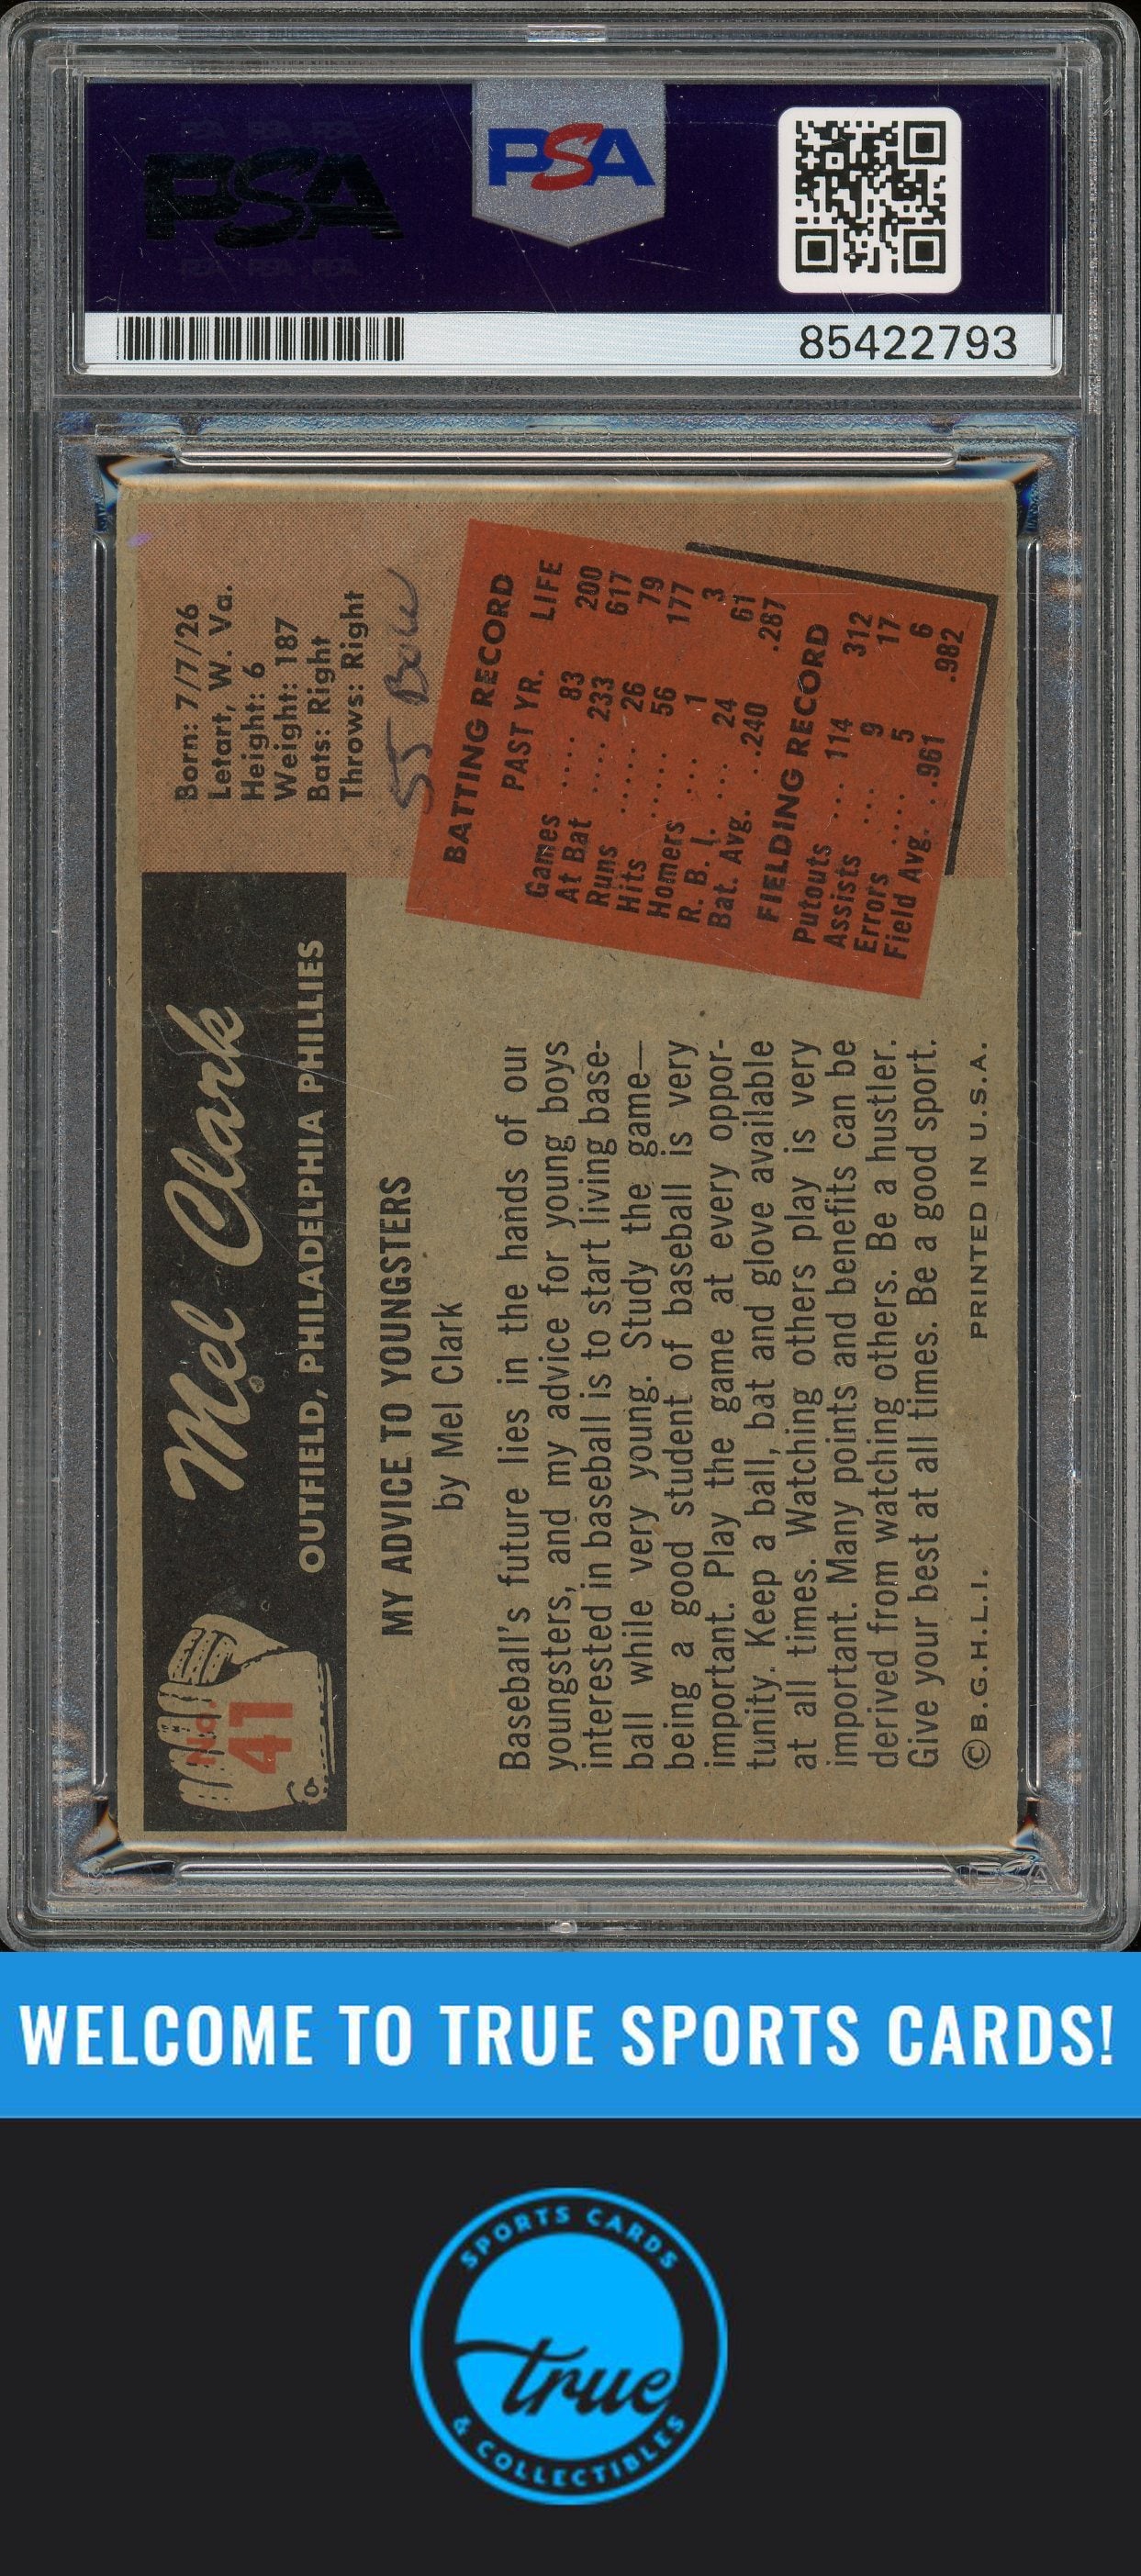 PSA
PSA
85422793
No.
41
Mel Clark
OUTFIELD, PHILADELPHIA PHILLIES
Born: 7/7/26
Letart, W. Va.
Height: 6
Weight: 187
Bats: Right
Throws: Right
55 Bow
MY ADVICE TO YOUNGSTERS
by Mel Clark
Baseball's future lies in the hands of our
youngsters, and my advice for young boys
interested in baseball is to start living base-
ball while very young. Study the game—
being a good student of baseball is very
important. Play the game at every oppor-
tunity. Keep a ball, bat and glove available
at all times. Watching others play is very
important. Many points and benefits can be
derived from watching others. Be a hustler.
Give your best at all times. Be a good sport.
© B.G.H.L.I. PRINTED IN U.S.A.
BATTING RECORD
PAST YR. LIFE
Games .... 83 200
At Bat .... 233 617
Runs ...... 26 79
Hits ...... 56 177
Homers ... 1 3
R. B. I. ... 24 61
Bat. Avg. ...240 .287
FIELDING RECORD
Putouts ... 114 312
Assists .... 9 17
Errors .... 5 6
Field Avg. ...961 .982
PSA
WELCOME TO TRUE SPORTS CARDS!
SPORTS CARDS
true
& COLLECTIBLES